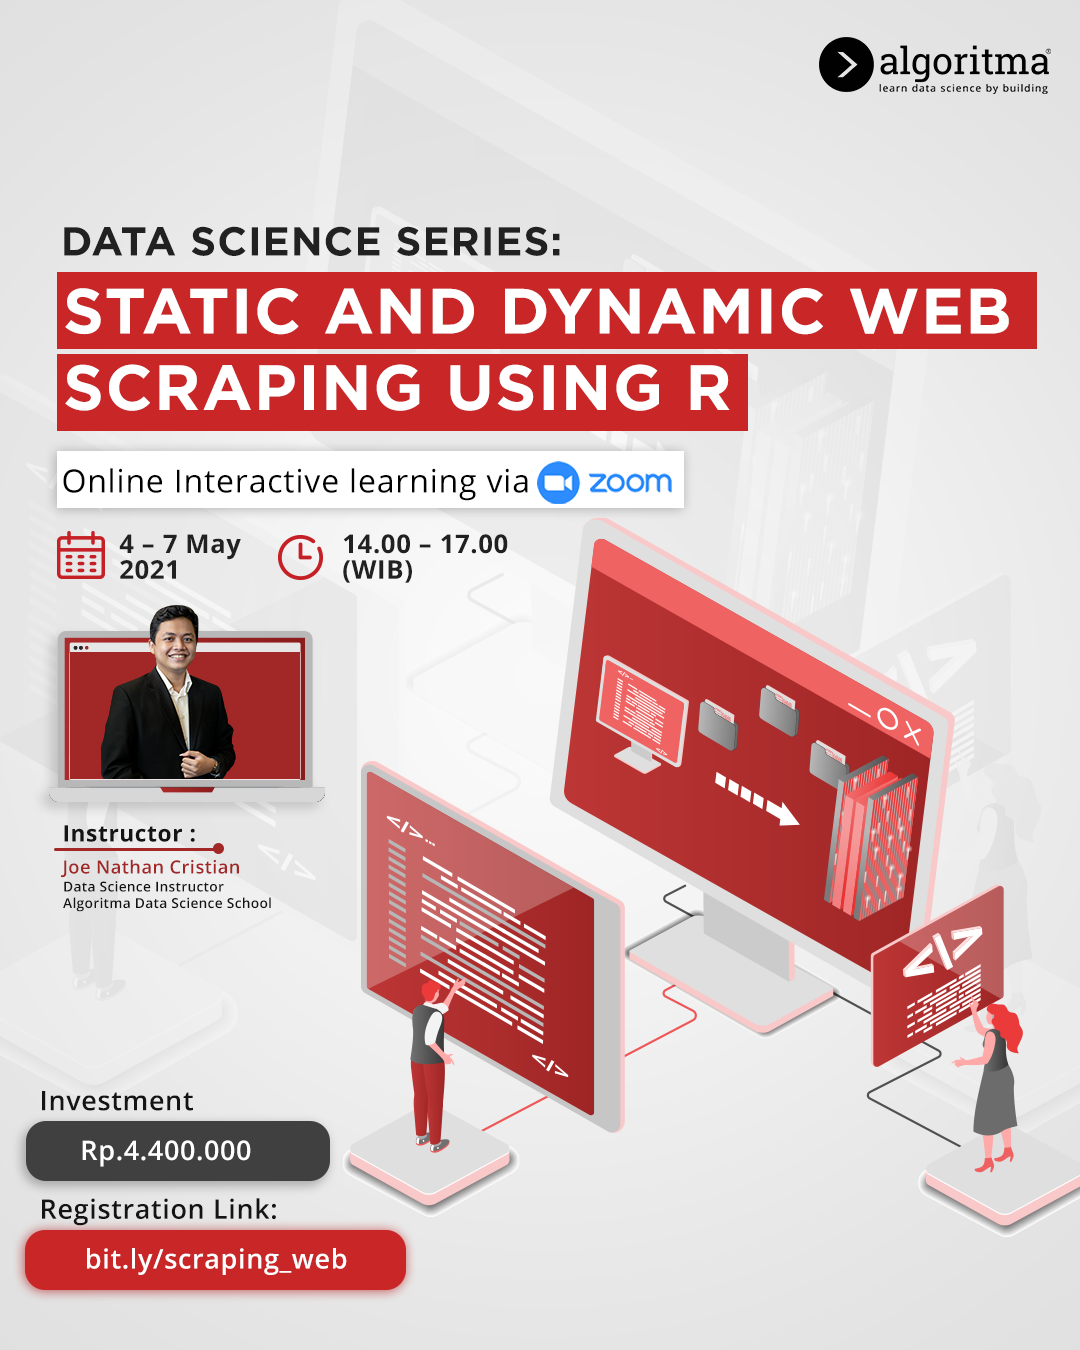 algoritma®
learn data science by building
DATA SCIENCE SERIES:
STATIC AND DYNAMIC WEB
SCRAPING USING R
Online Interactive learning via zoom
4 – 7 May
2021
14.00 – 17.00
(WIB)
Instructor :
Joe Nathan Cristian
Data Science Instructor
Algoritma Data Science School
</>...
</>
</>
Investment
Rp.4.400.000
Registration Link:
bit.ly/scraping_web